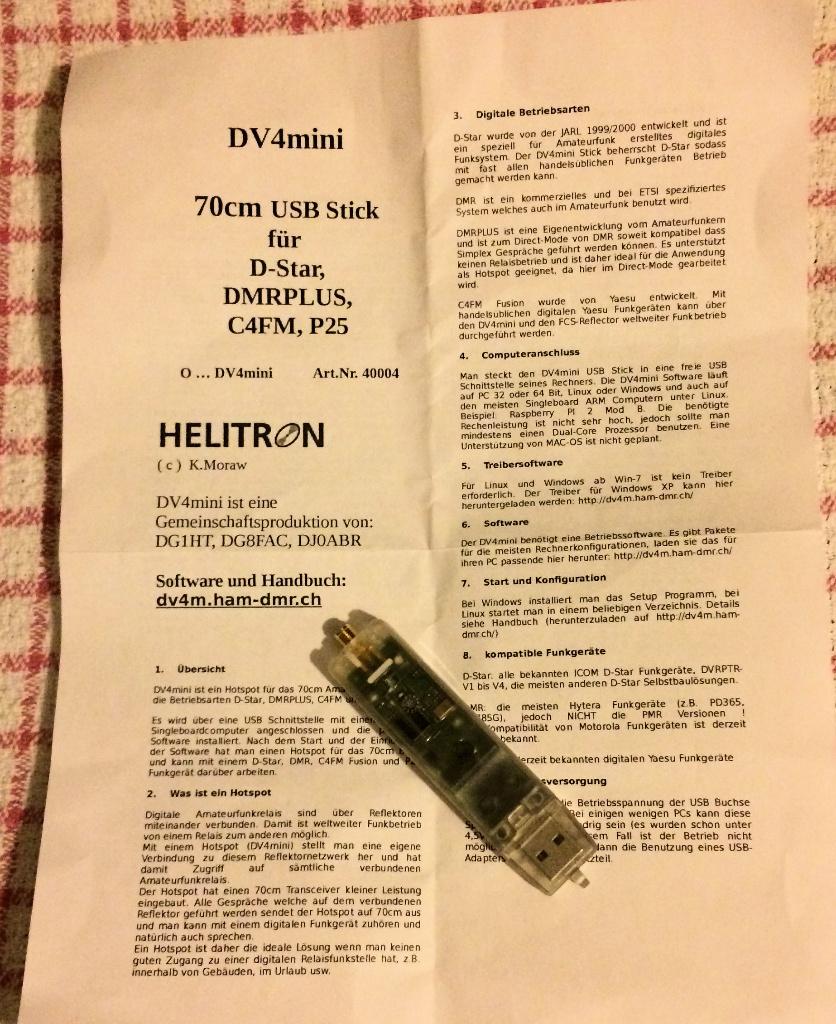 DV4mini
70cm USB Stick
für
D-Star,
DMRPLUS,
C4FM, P25
O ... DV4mini Art.Nr. 40004
HELITRON
( c ) K.Moraw
DV4mini ist eine
Gemeinschaftsproduktion von:
DG1HT, DG8FAC, DJ0ABR
Software und Handbuch:
dv4m.ham-dmr.ch
1. Übersicht
DV4mini ist ein Hotspot für das 70cm
die Betriebsarten D-Star, DMRPLUS, C4FM
Es wird über eine USB Schnittstelle mit
Singleboardcomputer angeschlossen und die
Software installiert. Nach dem Start und der
der Software hat man einen Hotspot für das 70cm
und kann mit einem D-Star, DMR, C4FM Fusion und
Funkgerät darüber arbeiten.
2. Was ist ein Hotspot
Digitale Amateurfunkrelais sind über Reflektoren
miteinander verbunden. Damit ist weltweiter Funkbetrieb
von einem Relais zum anderen möglich.
Mit einem Hotspot (DV4mini) stellt man eine eigene
Verbindung zu diesem Reflektornetzwerk her und hat
damit Zugriff auf sämtliche verbundenen
Amateurfunkrelais.
Der Hotspot hat einen 70cm Transceiver kleiner Leistung
eingebaut. Alle Gespräche welche auf dem verbundenen
Reflektor geführt werden sendet der Hotspot auf 70cm aus
und man kann mit einem digitalen Funkgerät zuhören und
natürlich auch sprechen.
Ein Hotspot ist daher die ideale Lösung wenn man keinen
guten Zugang zu einer digitalen Relaisfunkstelle hat, z.B.
innerhalb von Gebäuden, im Urlaub usw.
3. Digitale Betriebsarten
D-Star wurde von der JARL 1999/2000 entwickelt und ist
ein speziell für Amateurfunk erstelltes digitales
Funksystem. Der DV4mini Stick beherrscht D-Star sodass
mit fast allen handelsüblichen Funkgeräten Betrieb
gemacht werden kann.
DMR ist ein kommerzielles und bei ETSI spezifiziertes
System welches auch im Amateurfunk benutzt wird.
DMRPLUS ist eine Eigenentwicklung vom Amateurfunkern
und ist zum Direct-Mode von DMR soweit kompatibel dass
Simplex Gespräche geführt werden können. Es unterstützt
keinen Relaisbetrieb und ist daher ideal für die Anwendung
als Hotspot geeignet, da hier im Direct-Mode gearbeitet
wird.
C4FM Fusion wurde von Yaesu entwickelt. Mit
handelsüblichen digitalen Yaesu Funkgeräten kann über
den DV4mini und den FCS-Reflector weltweiter Funkbetrieb
durchgeführt werden.
4. Computeranschluss
Man steckt den DV4mini USB Stick in eine freie USB
Schnittstelle seines Rechners. Die DV4mini Software läuft
auf PC 32 oder 64 Bit, Linux oder Windows und auch auf
den meisten Singleboard ARM Computern unter Linux.
Beispiel: Raspberry PI 2 Mod B. Die benötigte
Rechenleistung ist nicht sehr hoch, jedoch sollte man
mindestens einen Dual-Core Prozessor benutzen. Eine
Unterstützung von MAC-OS ist nicht geplant.
5. Treibersoftware
Für Linux und Windows ab Win-7 ist kein Treiber
erforderlich. Der Treiber für Windows XP kann hier
heruntergeladen werden: http://dv4m.ham-dmr.ch/
6. Software
Der DV4mini benötigt eine Betriebssoftware. Es gibt Pakete
für die meisten Rechnerkonfigurationen, laden sie das für
ihren PC passende hier herunter: http://dv4m.ham-dmr.ch/
7. Start und Konfiguration
Bei Windows installiert man das Setup Programm, bei
Linux startet man in einem beliebigen Verzeichnis. Details
siehe Handbuch (herunterzuladen auf http://dv4m.ham-
dmr.ch/)
8. kompatible Funkgeräte
D-Star: alle bekannten ICOM D-Star Funkgeräte, DVRPTR-
V1 bis V4, die meisten anderen D-Star Selbstbaulösungen.
die meisten Hytera Funkgeräte (z.B. PD365,
jedoch NICHT die PMR Versionen !
von Motorola Funkgeräten ist derzeit
bekannten digitalen Yaesu Funkgeräte
die Betriebsspannung der USB Buchse
Bei einigen wenigen PCs kann diese
sein (es wurden schon unter
Fall ist der Betrieb nicht
die Benutzung eines USB-